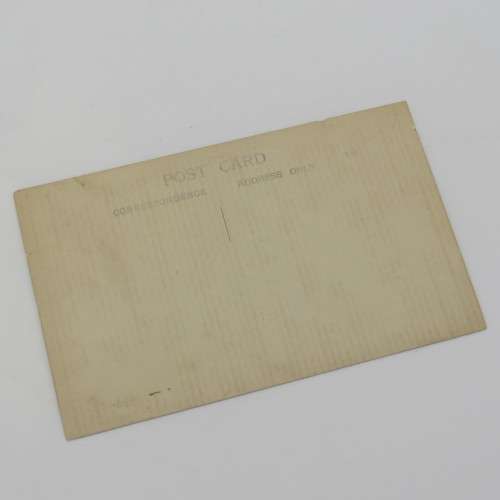 POST CARD
CORRESPONDENCE ADDRESS ONLY